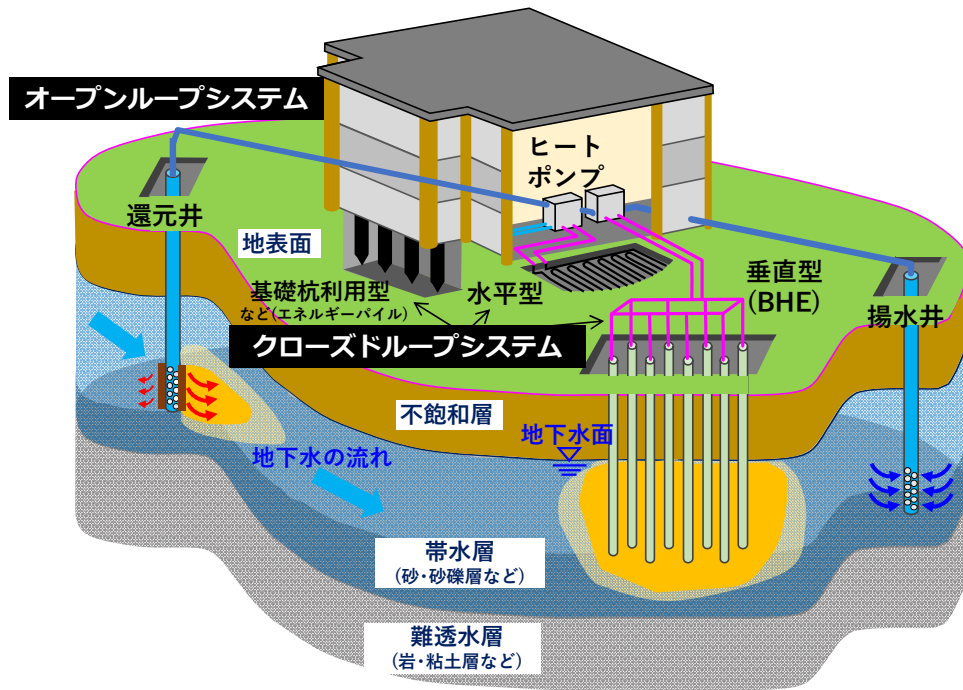 オープンループシステム
ヒート
ポンプ
還元井
地表面
基礎杭利用型
など(エネルギーパイル)
水平型
垂直型
(BHE)
揚水井
クローズドループシステム
不飽和層
地下水面
地下水の流れ
帯水層
(砂・砂礫層など)
難透水層
(岩・粘土層など)